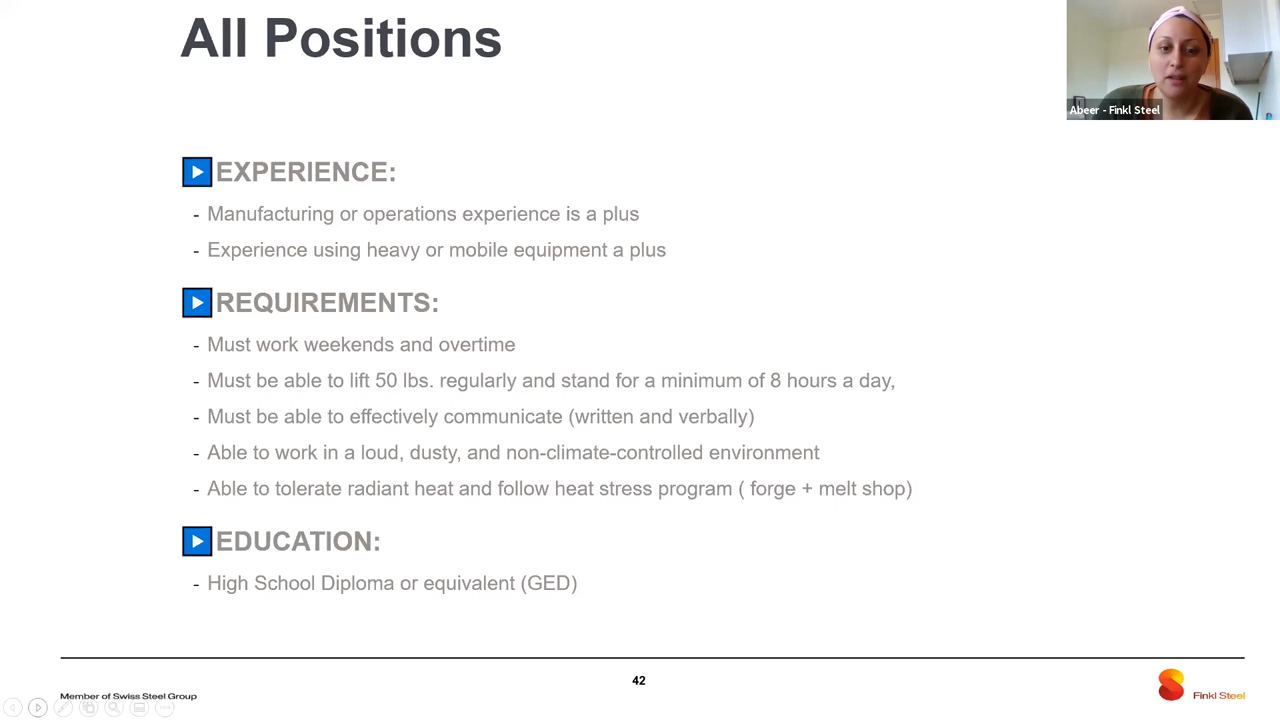 All Positions
Abeer - Finkl Steel
EXPERIENCE:
- Manufacturing or operations experience is a plus
- Experience using heavy or mobile equipment a plus
REQUIREMENTS:
- Must work weekends and overtime
- Must be able to lift 50 lbs. regularly and stand for a minimum of 8 hours a day,
- Must be able to effectively communicate (written and verbally)
- Able to work in a loud, dusty, and non-climate-controlled environment
- Able to tolerate radiant heat and follow heat stress program ( forge + melt shop)
EDUCATION:
- High School Diploma or equivalent (GED)
42
Member of Swiss Steel Group
Finkl Steel